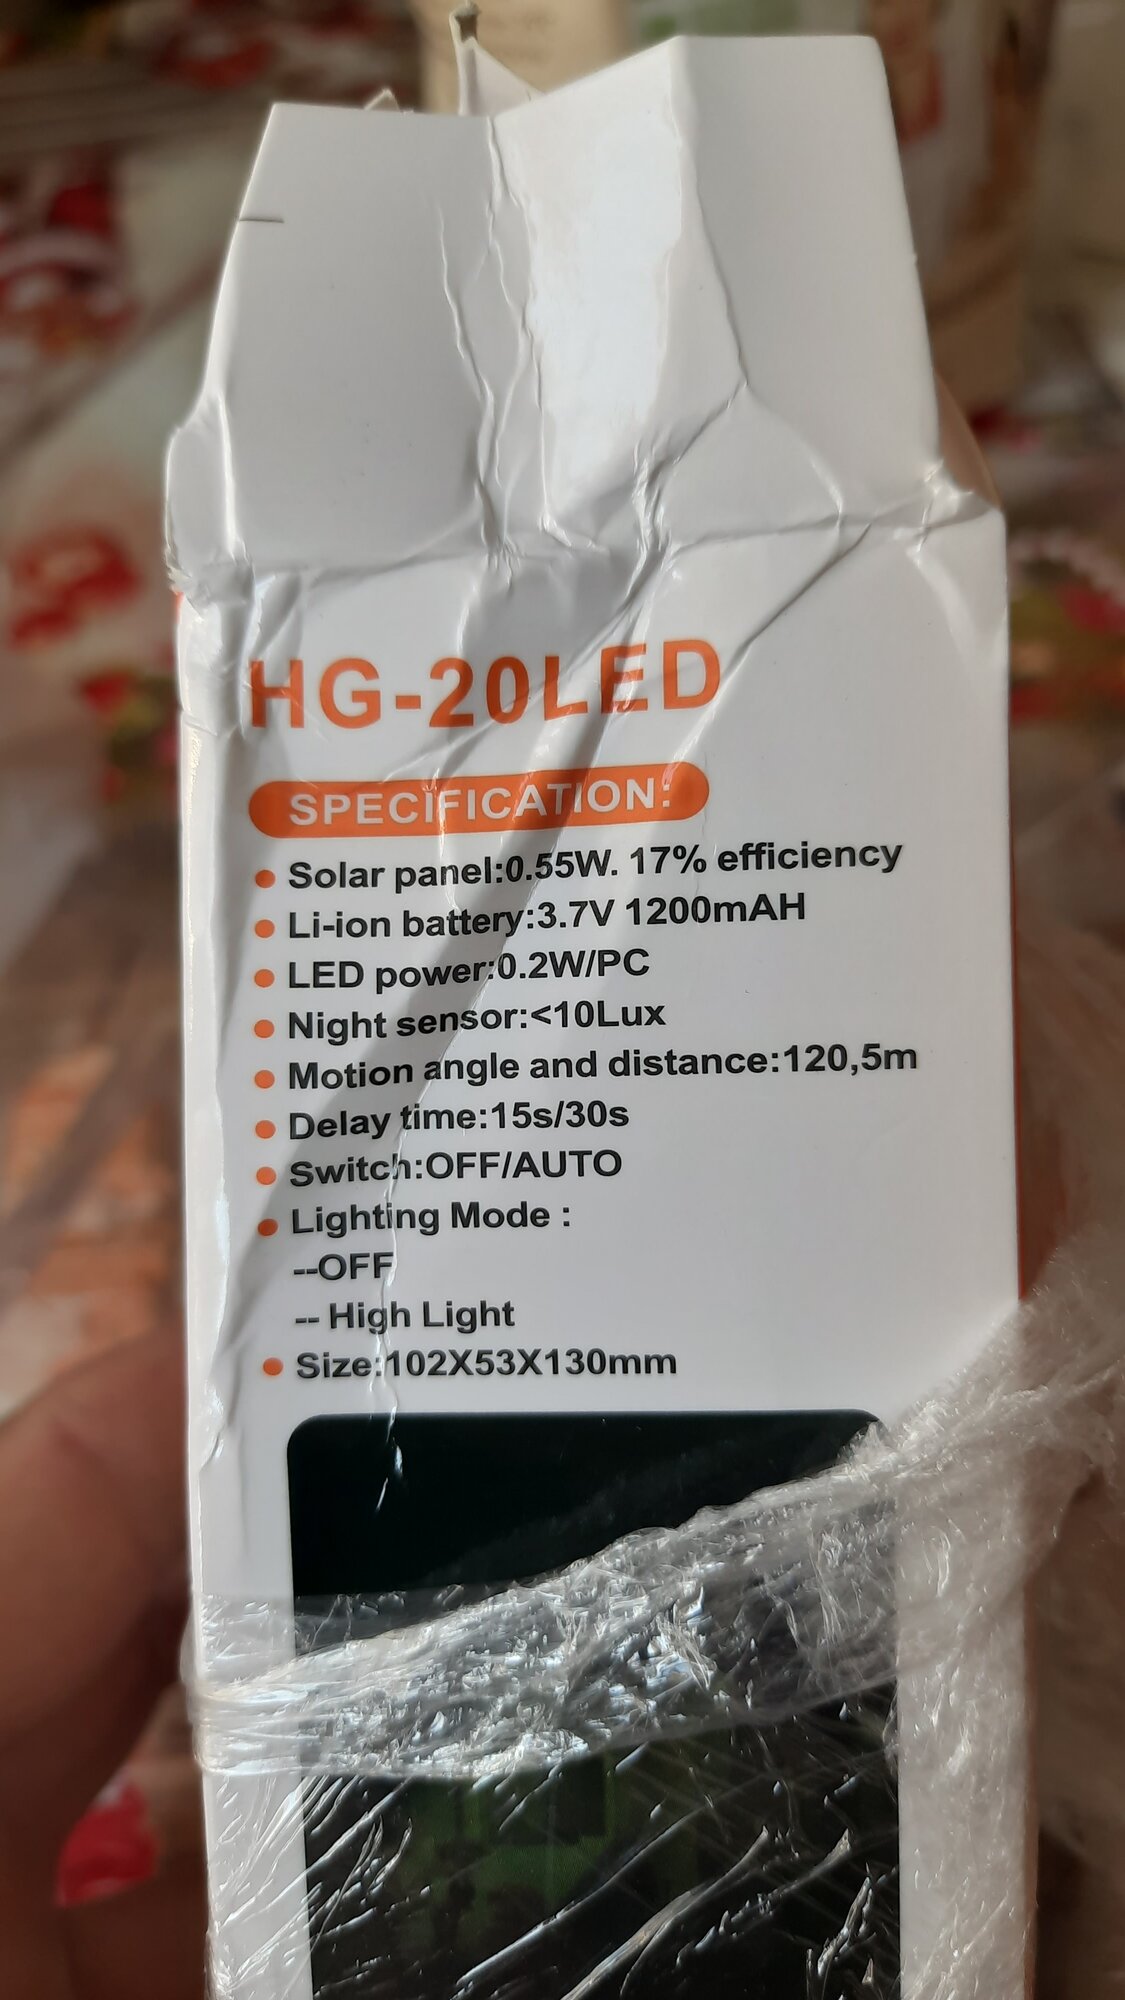 HG-20LED
SPECIFICATION:
Solar panel:0.55W. 17% efficiency
Li-ion battery:3.7V 1200mAH
LED power:0.2W/PC
Night sensor:<10Lux
Motion angle and distance:120,5m
Delay time:15s/30s
Switch:OFF/AUTO
Lighting Mode :
--OFF
-- High Light
Size:102X53X130mm